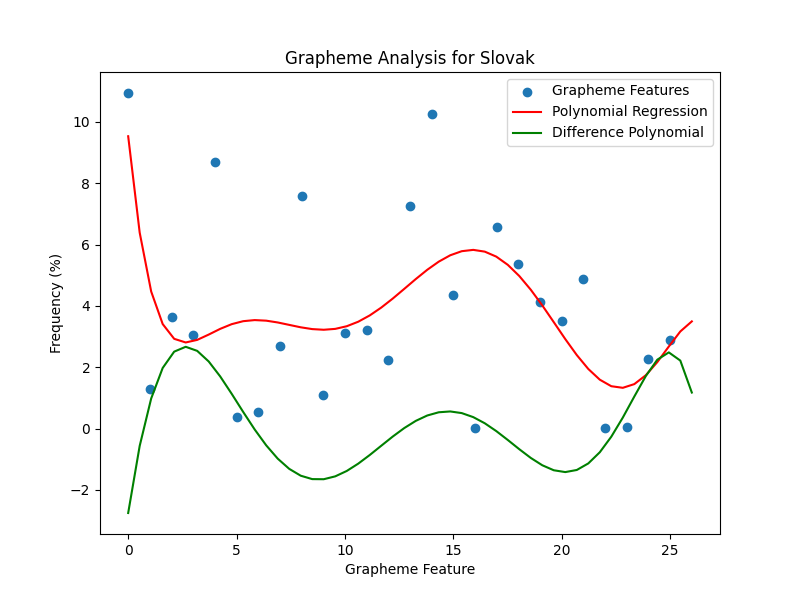 Grapheme Analysis for Slovak
Grapheme Features
Polynomial Regression
Difference Polynomial
Frequency (%)
10
8
6
4
2
0
−2
0
5
10
15
20
25
Grapheme Feature